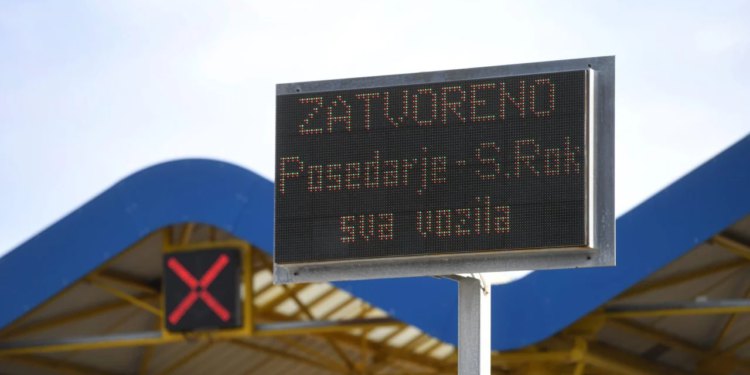 ZATVORENO
Posedarje-S.Rok
sva vozila